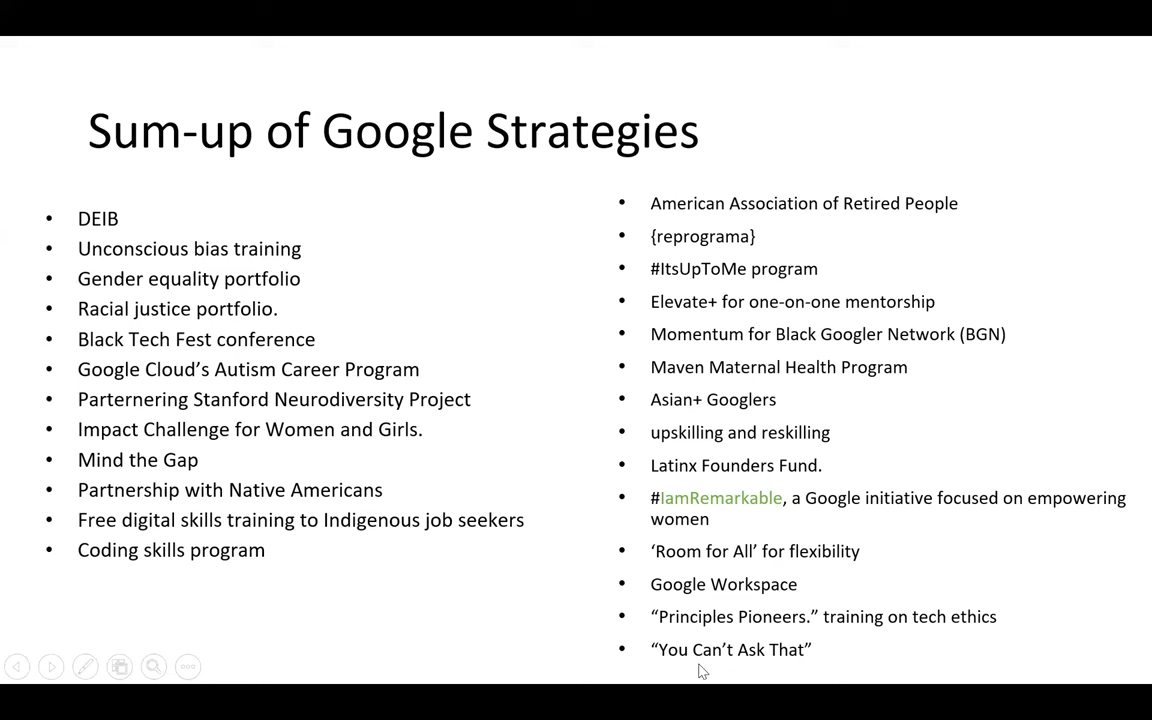 Sum-up of Google Strategies
• DEIB
• Unconscious bias training
• Gender equality portfolio
• Racial justice portfolio.
• Black Tech Fest conference
• Google Cloud’s Autism Career Program
• Parternering Stanford Neurodiversity Project
• Impact Challenge for Women and Girls.
• Mind the Gap
• Partnership with Native Americans
• Free digital skills training to Indigenous job seekers
• Coding skills program
• American Association of Retired People
• {reprograma}
• #ItsUpToMe program
• Elevate+ for one-on-one mentorship
• Momentum for Black Googler Network (BGN)
• Maven Maternal Health Program
• Asian+ Googlers
• upskilling and reskilling
• Latinx Founders Fund.
• #IamRemarkable, a Google initiative focused on empowering
women
• ‘Room for All’ for flexibility
• Google Workspace
• “Principles Pioneers.” training on tech ethics
• “You Can’t Ask That”